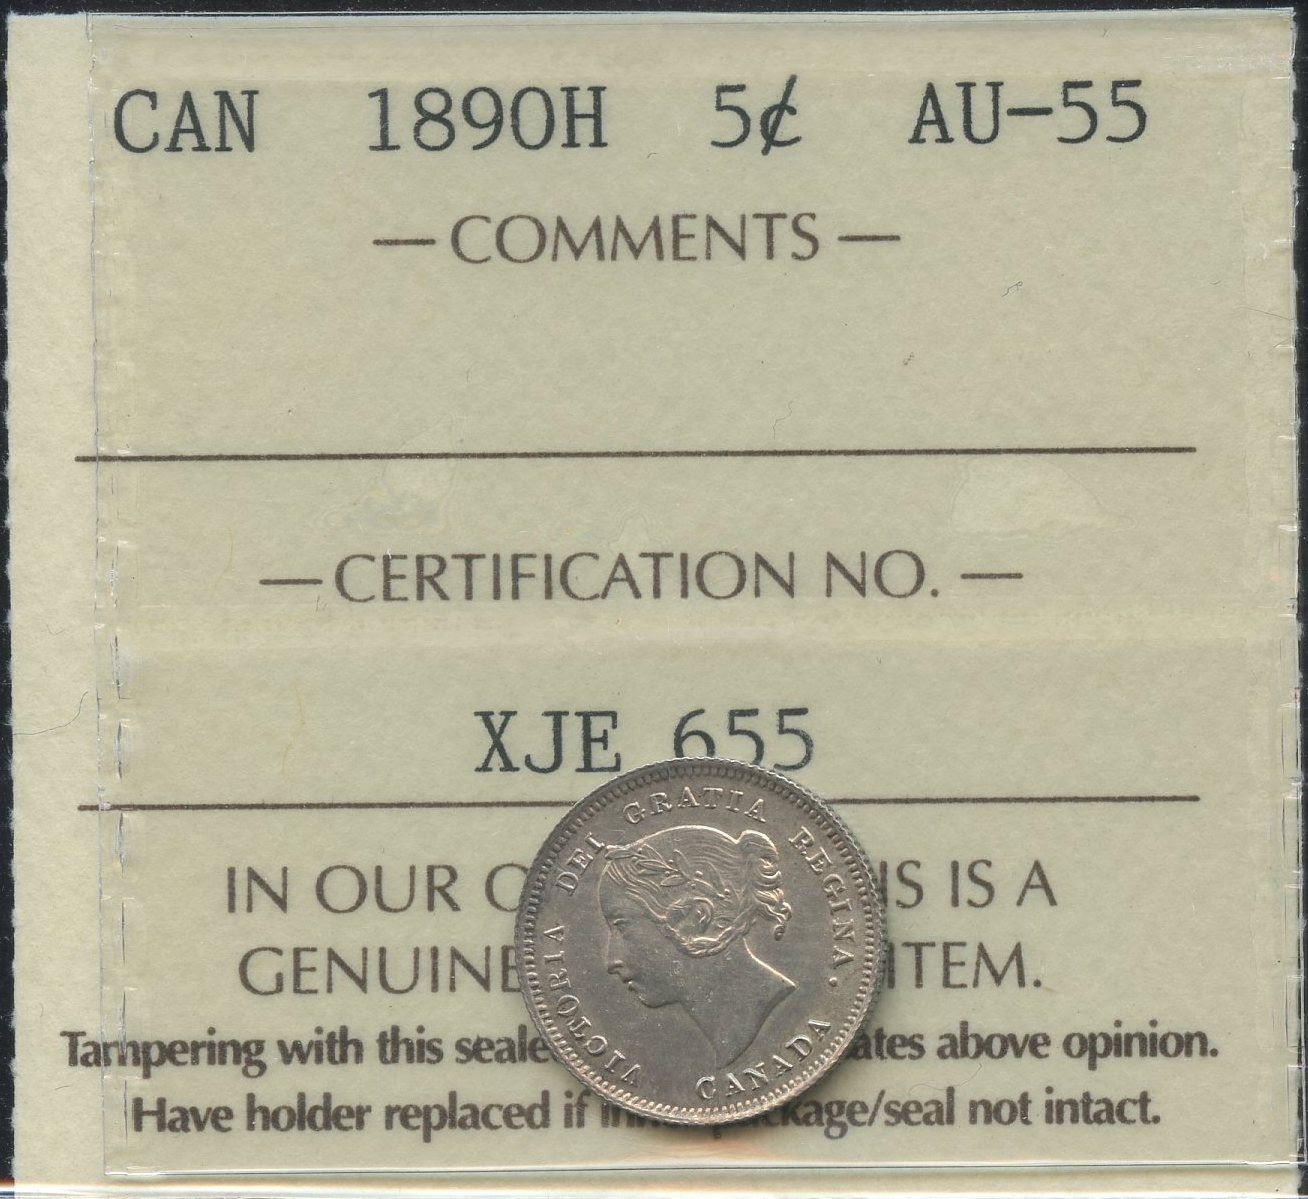 CAN 1890H 5¢ AU-55
— COMMENTS —
— CERTIFICATION NO. —
XJE 655
IN OUR IS IS A
GENUINE ITEM.
Tampering with this seale ates above opinion.
Have holder replaced if kage/seal not intact.
VICTORIA DEI GRATIA REGINA.
CANADA